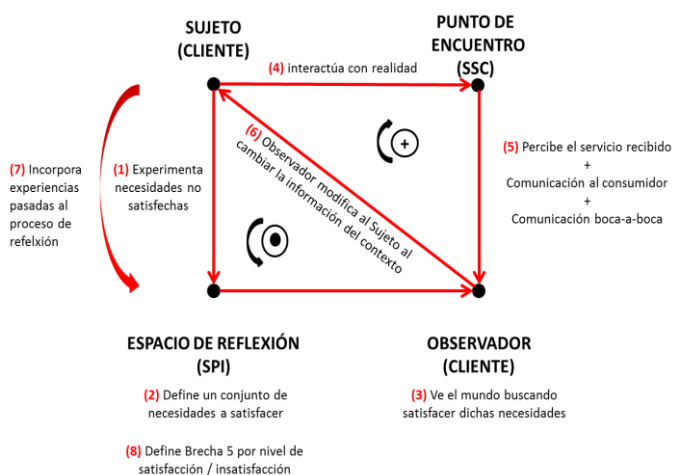 SUJETO
(CLIENTE)
PUNTO DE
ENCUENTRO
(SSC)
(4) interactúa con realidad
(7) Incorpora
experiencias
pasadas al
proceso de
refelxión
(1) Experimenta
necesidades no
satisfechas
(6) Observador modifica al Sujeto al
cambiar la información del contexto
+
(5) Percibe el servicio recibido
+
Comunicación al consumidor
+
Comunicación boca-a-boca
ESPACIO DE REFLEXIÓN
(SPI)
(2) Define un conjunto de
necesidades a satisfacer
(8) Define Brecha 5 por nivel de
satisfacción / insatisfacción
OBSERVADOR
(CLIENTE)
(3) Ve el mundo buscando
satisfacer dichas necesidades